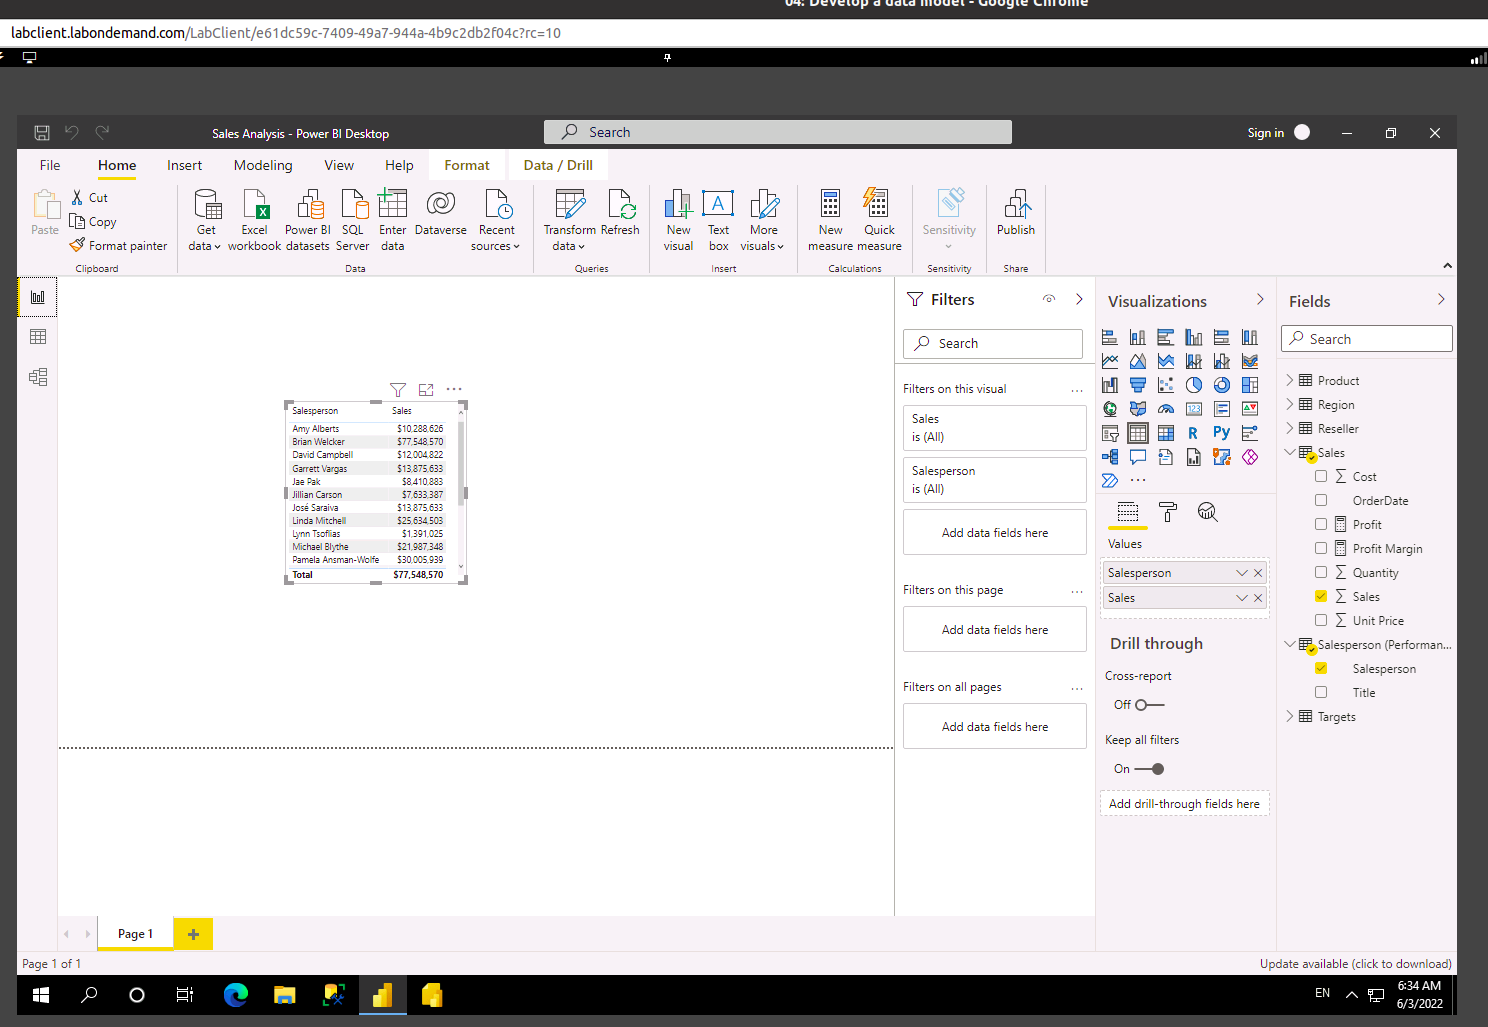 04: Develop a data model - Google Chrome
labclient.labondemand.com/LabClient/e61dc59c-7409-49a7-944a-4b9c2db2f04c?rc=10
Sales Analysis - Power BI Desktop
Search
Sign in
File Home Insert Modeling View Help Format Data / Drill
Paste
Cut
Copy
Format painter
Clipboard
Get data
Excel workbook
Power BI datasets
SQL Server
Enter data
Dataverse
Recent sources
Data
Transform data
Refresh
Queries
New visual
Text box
More visuals
Insert
New measure
Quick measure
Calculations
Sensitivity
Sensitivity
Publish
Share
Salesperson Sales
Amy Alberts $10,288,626
Brian Welcker $77,548,570
David Campbell $12,004,822
Garrett Vargas $13,875,633
Jae Pak $8,410,883
Jillian Carson $7,633,387
José Saraiva $13,875,633
Linda Mitchell $25,634,503
Lynn Tsoflias $1,391,025
Michael Blythe $21,987,348
Pamela Ansman-Wolfe $30,005,939
Total $77,548,570
Filters
Search
Filters on this visual
Sales
is (All)
Salesperson
is (All)
Add data fields here
Filters on this page
Add data fields here
Filters on all pages
Add data fields here
Visualizations
123
R
Py
Values
Salesperson
Sales
Drill through
Cross-report
Off
Keep all filters
On
Add drill-through fields here
Fields
Search
Product
Region
Reseller
Sales
Cost
OrderDate
Profit
Profit Margin
Quantity
Sales
Unit Price
Salesperson (Performan...
Salesperson
Title
Targets
Page 1
Page 1 of 1
Update available (click to download)
EN
6:34 AM
6/3/2022